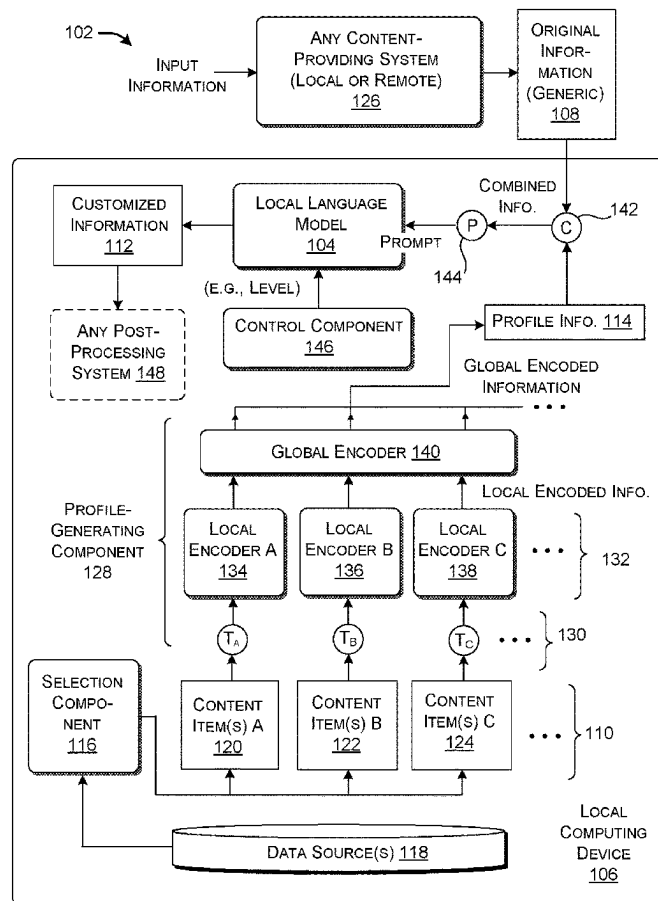 102
INPUT INFORMATION
ANY CONTENT-
PROVIDING SYSTEM
(LOCAL OR REMOTE)
126
ORIGINAL
INFOR-
MATION
(GENERIC)
108
CUSTOMIZED
INFORMATION
112
LOCAL LANGUAGE
MODEL
104
COMBINED
INFO.
C
142
P
144
PROMPT
(E.G., LEVEL)
CONTROL COMPONENT
146
PROFILE INFO. 114
ANY POST-
PROCESSING
SYSTEM 148
GLOBAL ENCODED
INFORMATION
GLOBAL ENCODER 140
LOCAL ENCODED INFO.
PROFILE-
GENERATING
COMPONENT
128
LOCAL
ENCODER A
134
LOCAL
ENCODER B
136
LOCAL
ENCODER C
138
132
TA
TB
TC
130
SELECTION
COMPO-
NENT
116
CONTENT
ITEM(S) A
120
CONTENT
ITEM(S) B
122
CONTENT
ITEM(S) C
124
110
DATA SOURCE(S) 118
LOCAL
COMPUTING
DEVICE
106